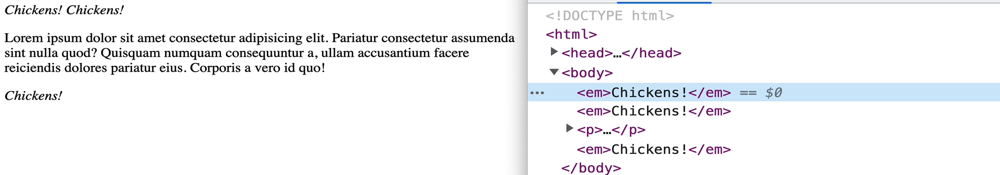 Chickens! Chickens!
Lorem ipsum dolor sit amet consectetur adipisicing elit. Pariatur consectetur assumenda
sint nulla quod? Quisquam numquam consequuntur a, ullam accusantium facere
reiciendis dolores pariatur eius. Corporis a vero id quo!
Chickens!
<!DOCTYPE html>
<html>
<head>…</head>
<body>
<em>Chickens!</em> == $0
<em>Chickens!</em>
<p>…</p>
<em>Chickens!</em>
</body>